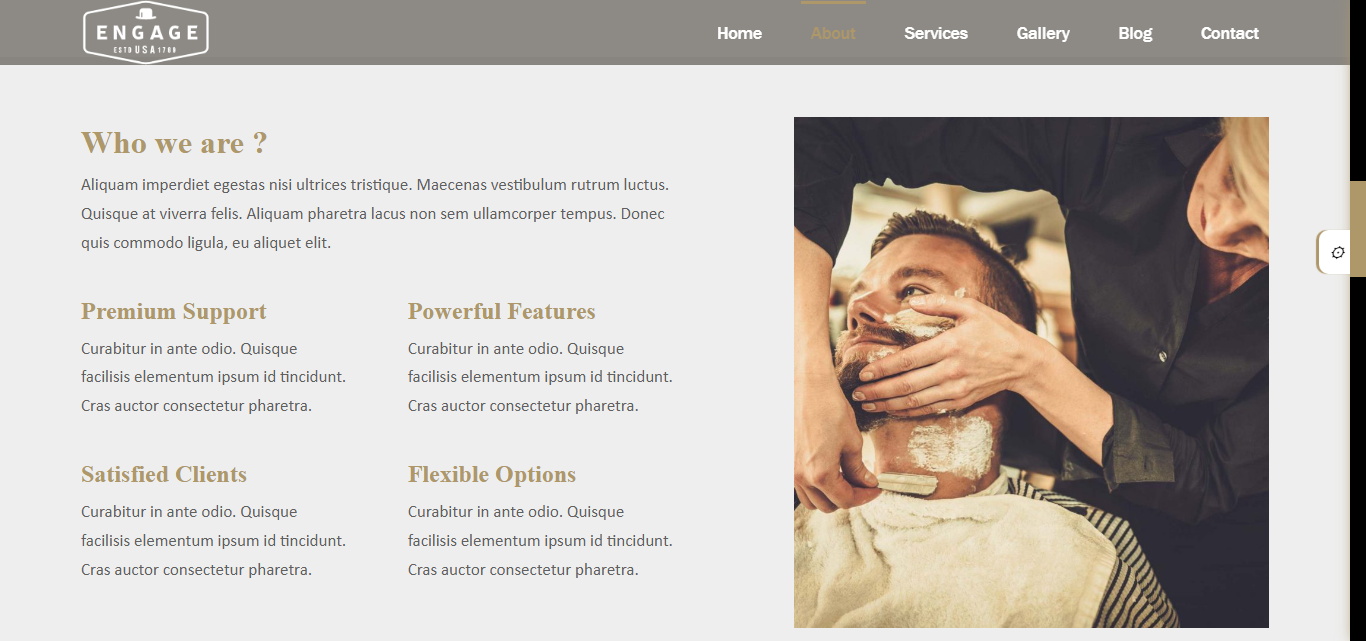 ENGAGE
ESTD USA 1789
Home About Services Gallery Blog Contact
Who we are ?
Aliquam imperdiet egestas nisi ultrices tristique. Maecenas vestibulum rutrum luctus.
Quisque at viverra felis. Aliquam pharetra lacus non sem ullamcorper tempus. Donec
quis commodo ligula, eu aliquet elit.
Premium Support
Curabitur in ante odio. Quisque
facilisis elementum ipsum id tincidunt.
Cras auctor consectetur pharetra.
Powerful Features
Curabitur in ante odio. Quisque
facilisis elementum ipsum id tincidunt.
Cras auctor consectetur pharetra.
Satisfied Clients
Curabitur in ante odio. Quisque
facilisis elementum ipsum id tincidunt.
Cras auctor consectetur pharetra.
Flexible Options
Curabitur in ante odio. Quisque
facilisis elementum ipsum id tincidunt.
Cras auctor consectetur pharetra.